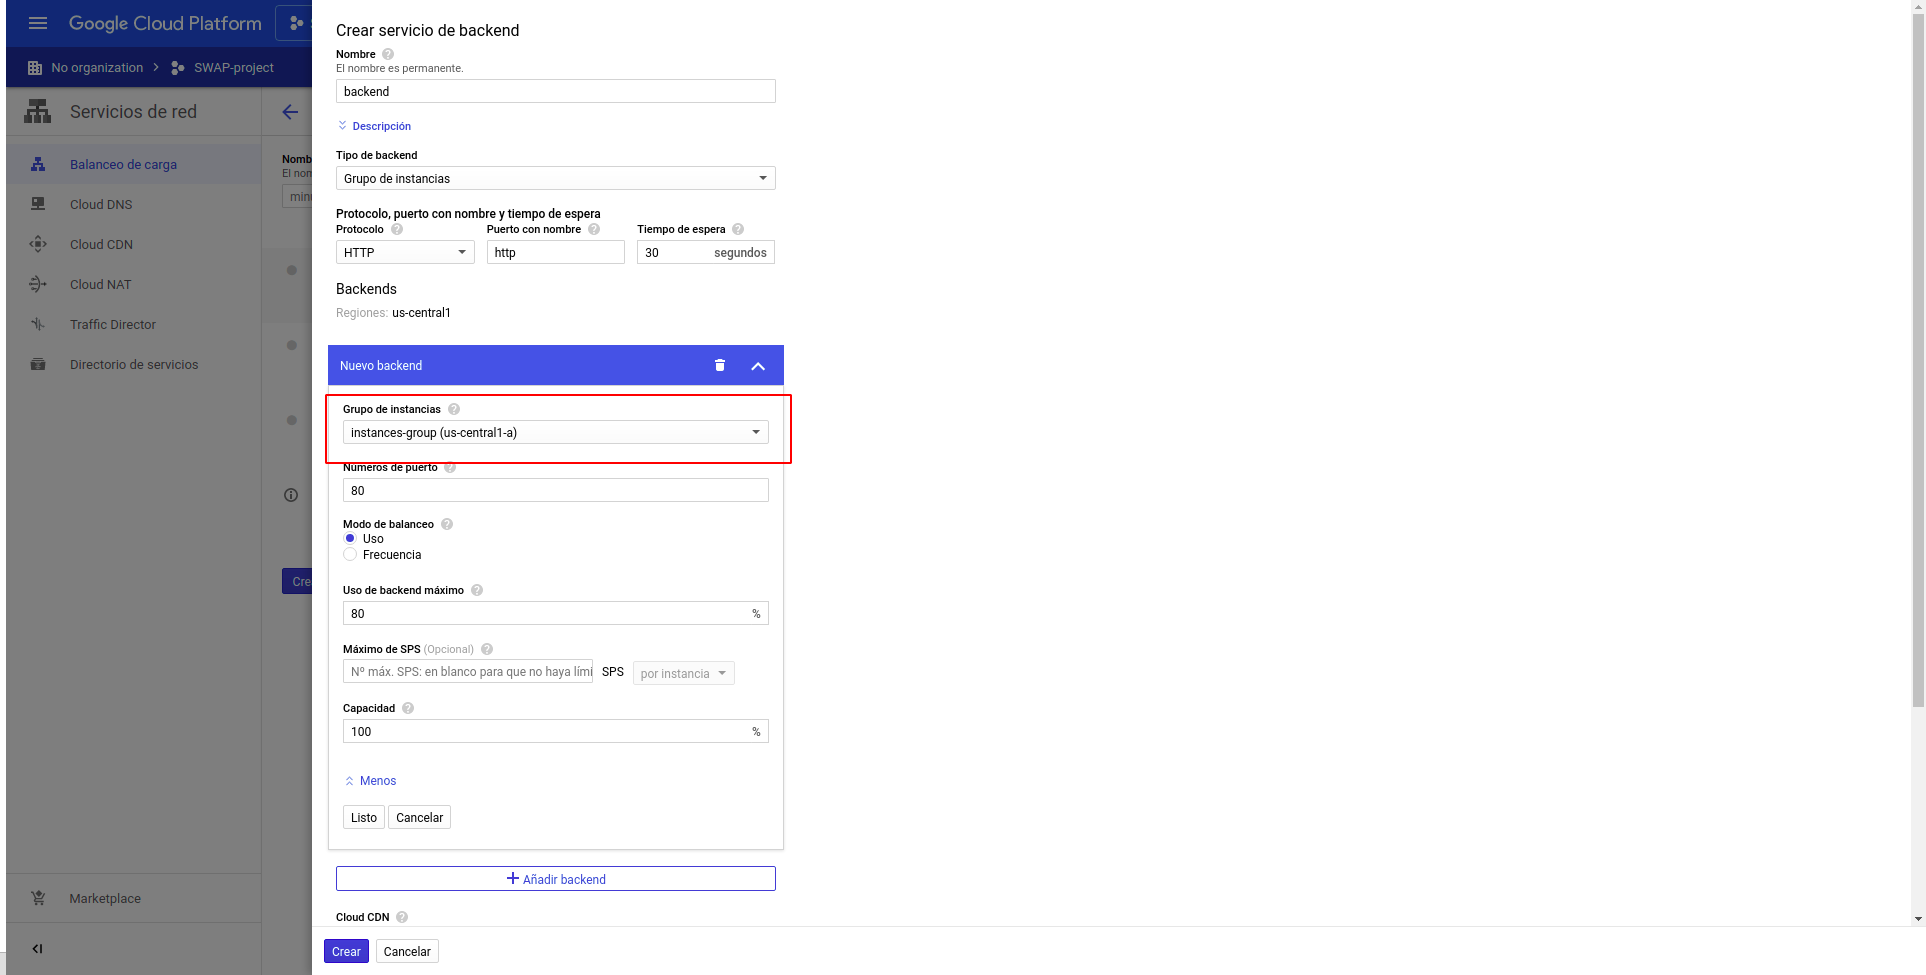 Google Cloud Platform
No organization
SWAP-project
Servicios de red
Balanceo de carga
Cloud DNS
Cloud CDN
Cloud NAT
Traffic Director
Directorio de servicios
Marketplace
Crear servicio de backend
Nombre
El nombre es permanente.
backend
Descripción
Tipo de backend
Grupo de instancias
Protocolo, puerto con nombre y tiempo de espera
Protocolo Puerto con nombre Tiempo de espera
HTTP http 30 segundos
Backends
Regiones: us-central1
Nuevo backend
Grupo de instancias
instances-group (us-central1-a)
Números de puerto
80
Modo de balanceo
Uso
Frecuencia
Uso de backend máximo
80 %
Máximo de SPS (Opcional)
Nº máx. SPS: en blanco para que no haya lími SPS por instancia
Capacidad
100 %
Menos
Listo Cancelar
Añadir backend
Cloud CDN
Crear Cancelar